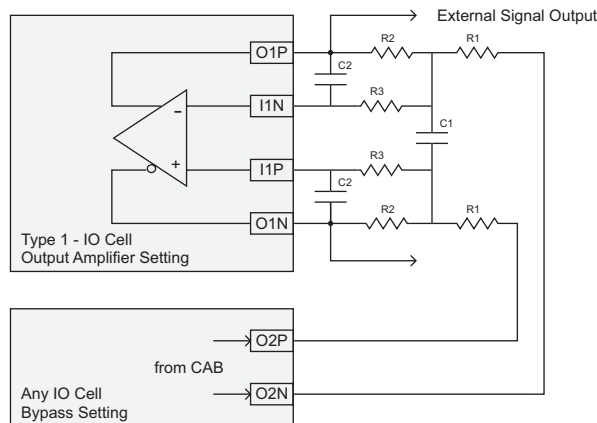 External Signal Output
O1P
R2
R1
C2
I1N
R3
-
C1
+
I1P
R3
C2
O1N
R2
R1
Type 1 - IO Cell
Output Amplifier Setting
O2P
from CAB
O2N
Any IO Cell
Bypass Setting